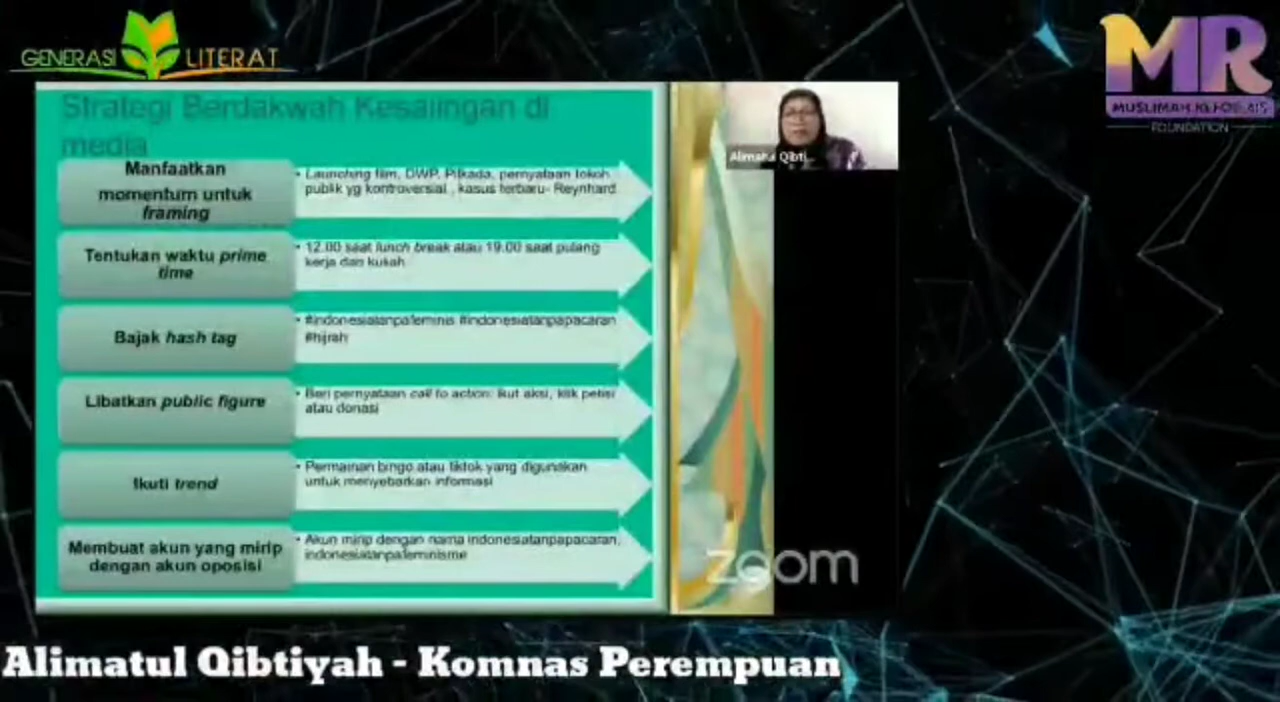 GENERASI LITERAT
MR
MUSLIMAH REFORMIS
FOUNDATION
Strategi Berdakwah Kesalingan di
media
Manfaatkan
momentum untuk
framing
• Launching film, DWP, Pilkada, pernyataan tokoh
publik yg kontroversial , kasus terbaru- Reynhard
Tentukan waktu prime
time
• 12.00 saat lunch break atau 19.00 saat pulang
kerja dan kuliah
Bajak hash tag
• #indonesiatanpafeminis #indonesiatanpapacaran
#hijrah
Libatkan public figure
• Beri pernyataan call to action: ikut aksi, klik petisi
atau donasi
Ikuti trend
• Permainan bingo atau tiktok yang digunakan
untuk menyebarkan informasi
Membuat akun yang mirip
dengan akun oposisi
• Akun mirip dengan nama indonesiatanpapacaran,
indonesiatanpafeminisme
Alimatul Qibti...
zoom
Alimatul Qibtiyah - Komnas Perempuan